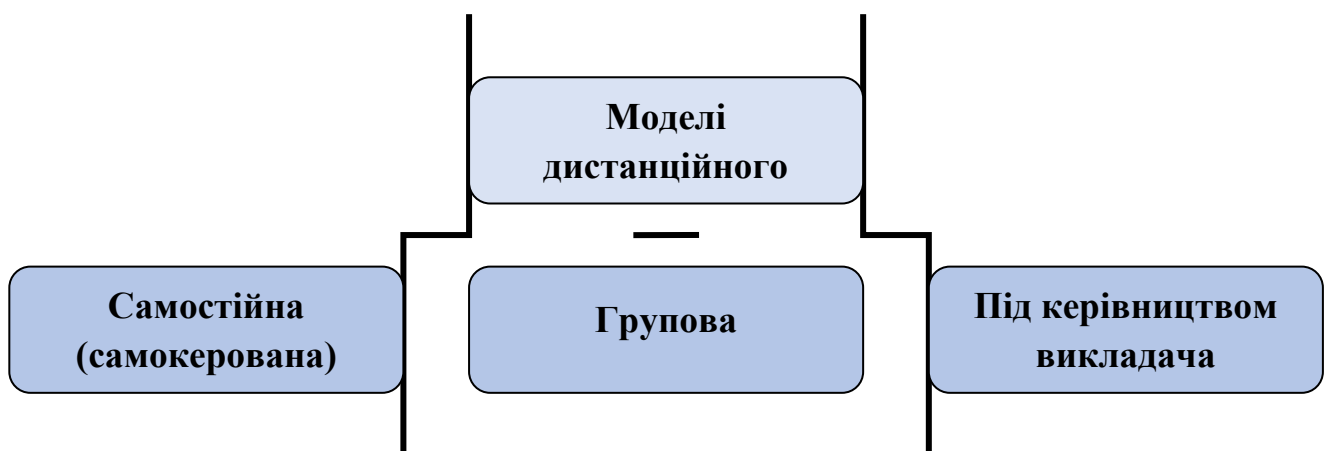 Моделі
дистанційного
Самостійна
(самокерована)
Групова
Під керівництвом
викладача